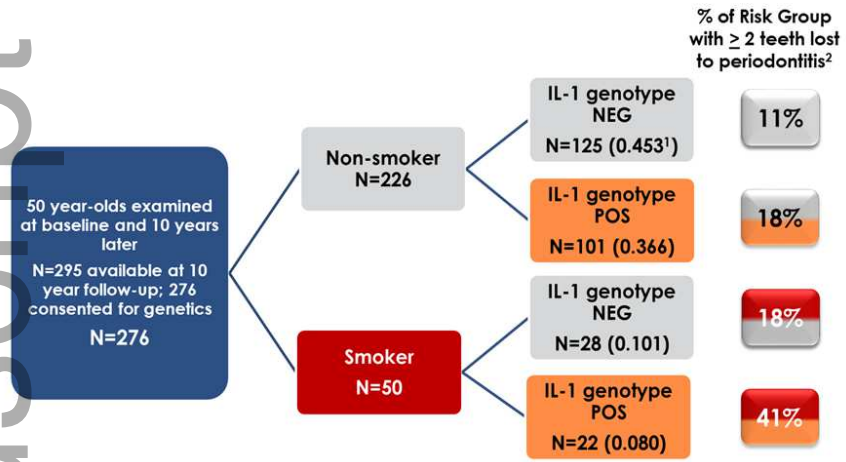 % of Risk Group
with ≥ 2 teeth lost
to periodontitis²
50 year-olds examined
at baseline and 10 years
later
N=295 available at 10
year follow-up; 276
consented for genetics
N=276
Non-smoker
N=226
Smoker
N=50
IL-1 genotype
NEG
N=125 (0.453¹)
11%
IL-1 genotype
POS
N=101 (0.366)
18%
IL-1 genotype
NEG
N=28 (0.101)
18%
IL-1 genotype
POS
N=22 (0.080)
41%